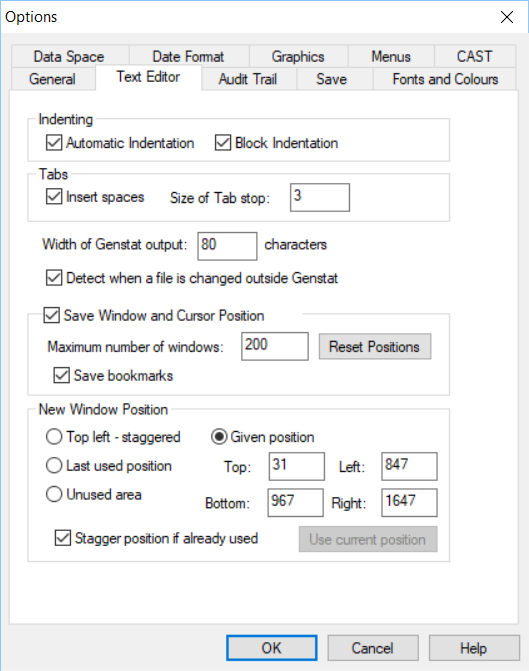 Options
Data Space Date Format Graphics Menus CAST
General Text Editor Audit Trail Save Fonts and Colours
Indenting
Automatic Indentation Block Indentation
Tabs
Insert spaces Size of Tab stop: 3
Width of Genstat output: 80 characters
Detect when a file is changed outside Genstat
Save Window and Cursor Position
Maximum number of windows: 200 Reset Positions
Save bookmarks
New Window Position
Top left - staggered Given position
Last used position Top: 31 Left: 847
Unused area Bottom: 967 Right: 1647
Stagger position if already used Use current position
OK Cancel Help